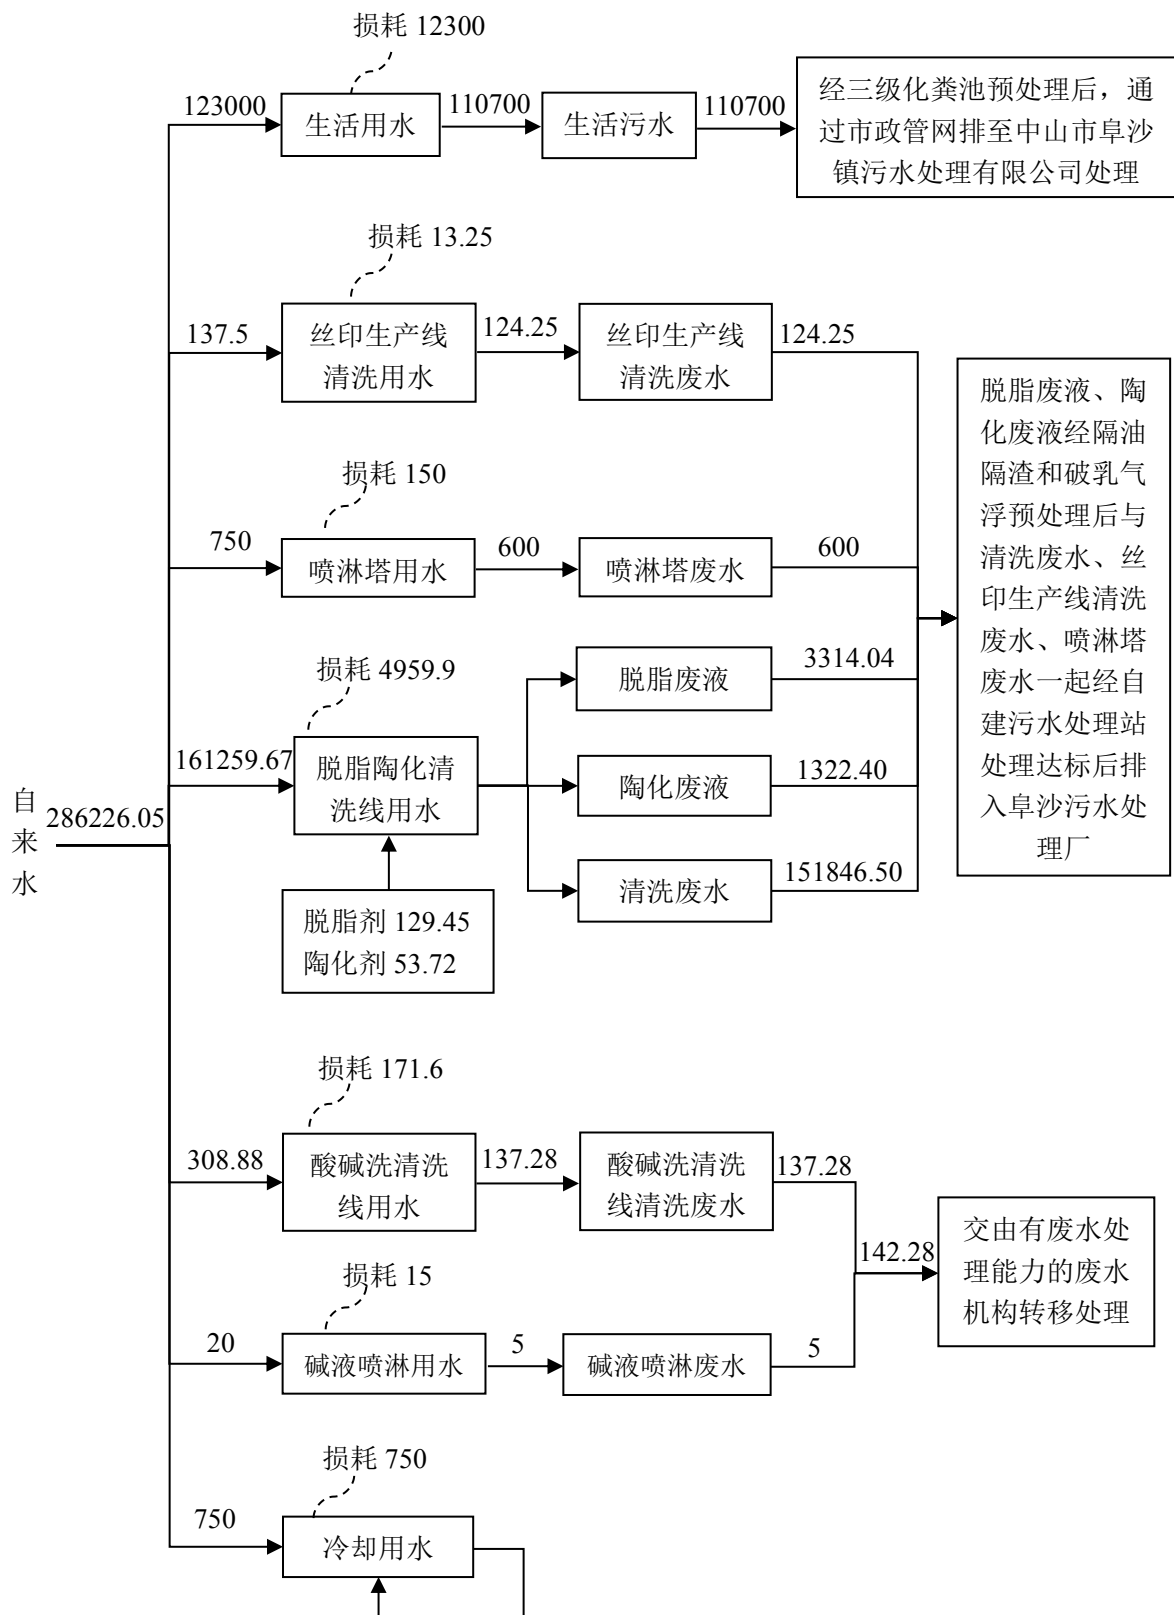 损耗 12300
123000
生活用水
110700
生活污水
110700
经三级化粪池预处理后，通
过市政管网排至中山市阜沙
镇污水处理有限公司处理
损耗 13.25
137.5
丝印生产线
清洗用水
124.25
丝印生产线
清洗废水
124.25
损耗 150
750
喷淋塔用水
600
喷淋塔废水
600
损耗 4959.9
161259.67
脱脂陶化清
洗线用水
脱脂废液
3314.04
陶化废液
1322.40
清洗废水
151846.50
脱脂剂 129.45
陶化剂 53.72
脱脂废液、陶
化废液经隔油
隔渣和破乳气
浮预处理后与
清洗废水、丝
印生产线清洗
废水、喷淋塔
废水一起经自
建污水处理站
处理达标后排
入阜沙污水处
理厂
自
来
水
286226.05
损耗 171.6
308.88
酸碱洗清洗
线用水
137.28
酸碱洗清洗
线清洗废水
137.28
损耗 15
20
碱液喷淋用水
5
碱液喷淋废水
5
142.28
交由有废水处
理能力的废水
机构转移处理
损耗 750
750
冷却用水